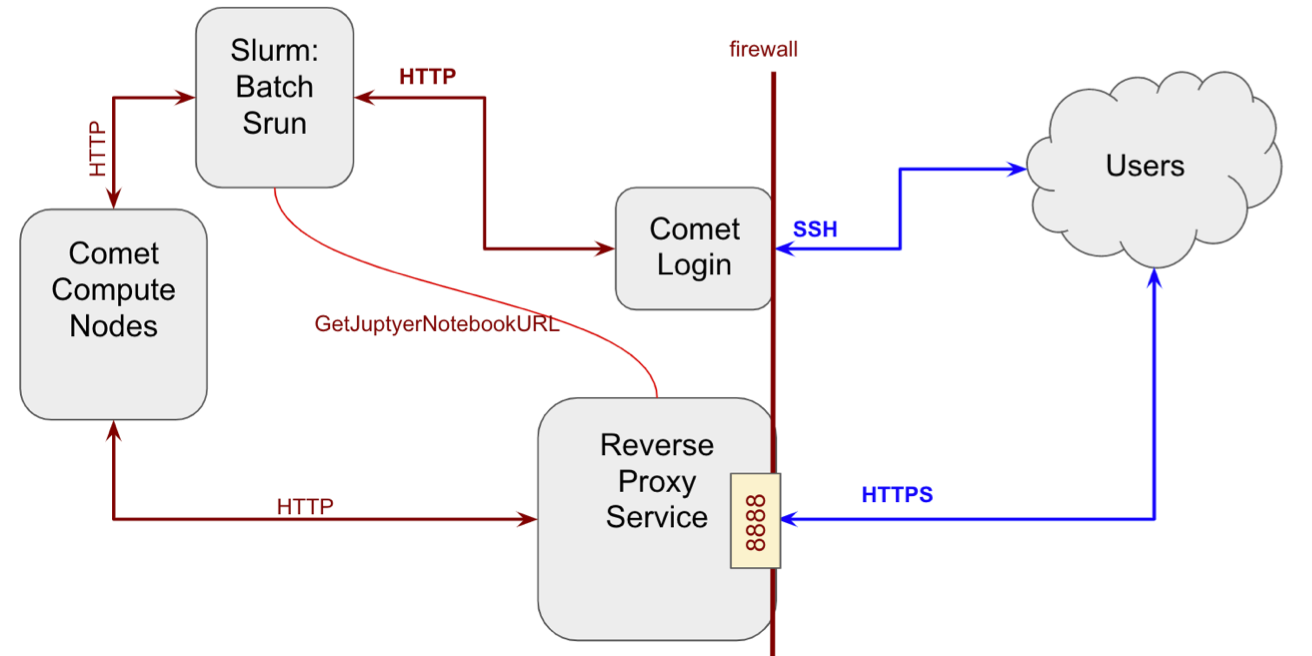 Slurm:
Batch
Srun
HTTP
firewall
HTTP
Users
Comet
Login
SSH
Comet
Compute
Nodes
GetJuptyerNotebookURL
Reverse
Proxy
Service
8888
HTTPS
HTTP